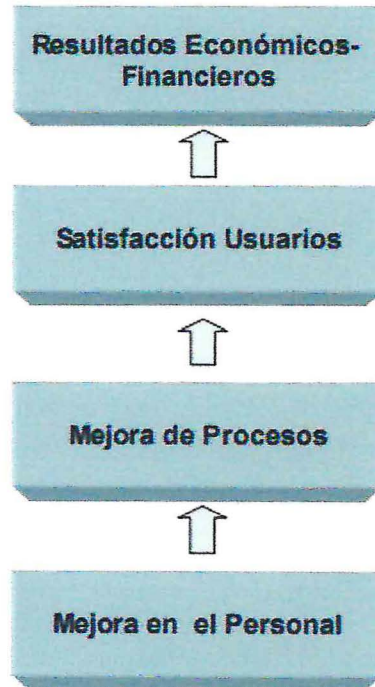 Resultados Económicos-
Financieros
Satisfacción Usuarios
Mejora de Procesos
Mejora en el Personal